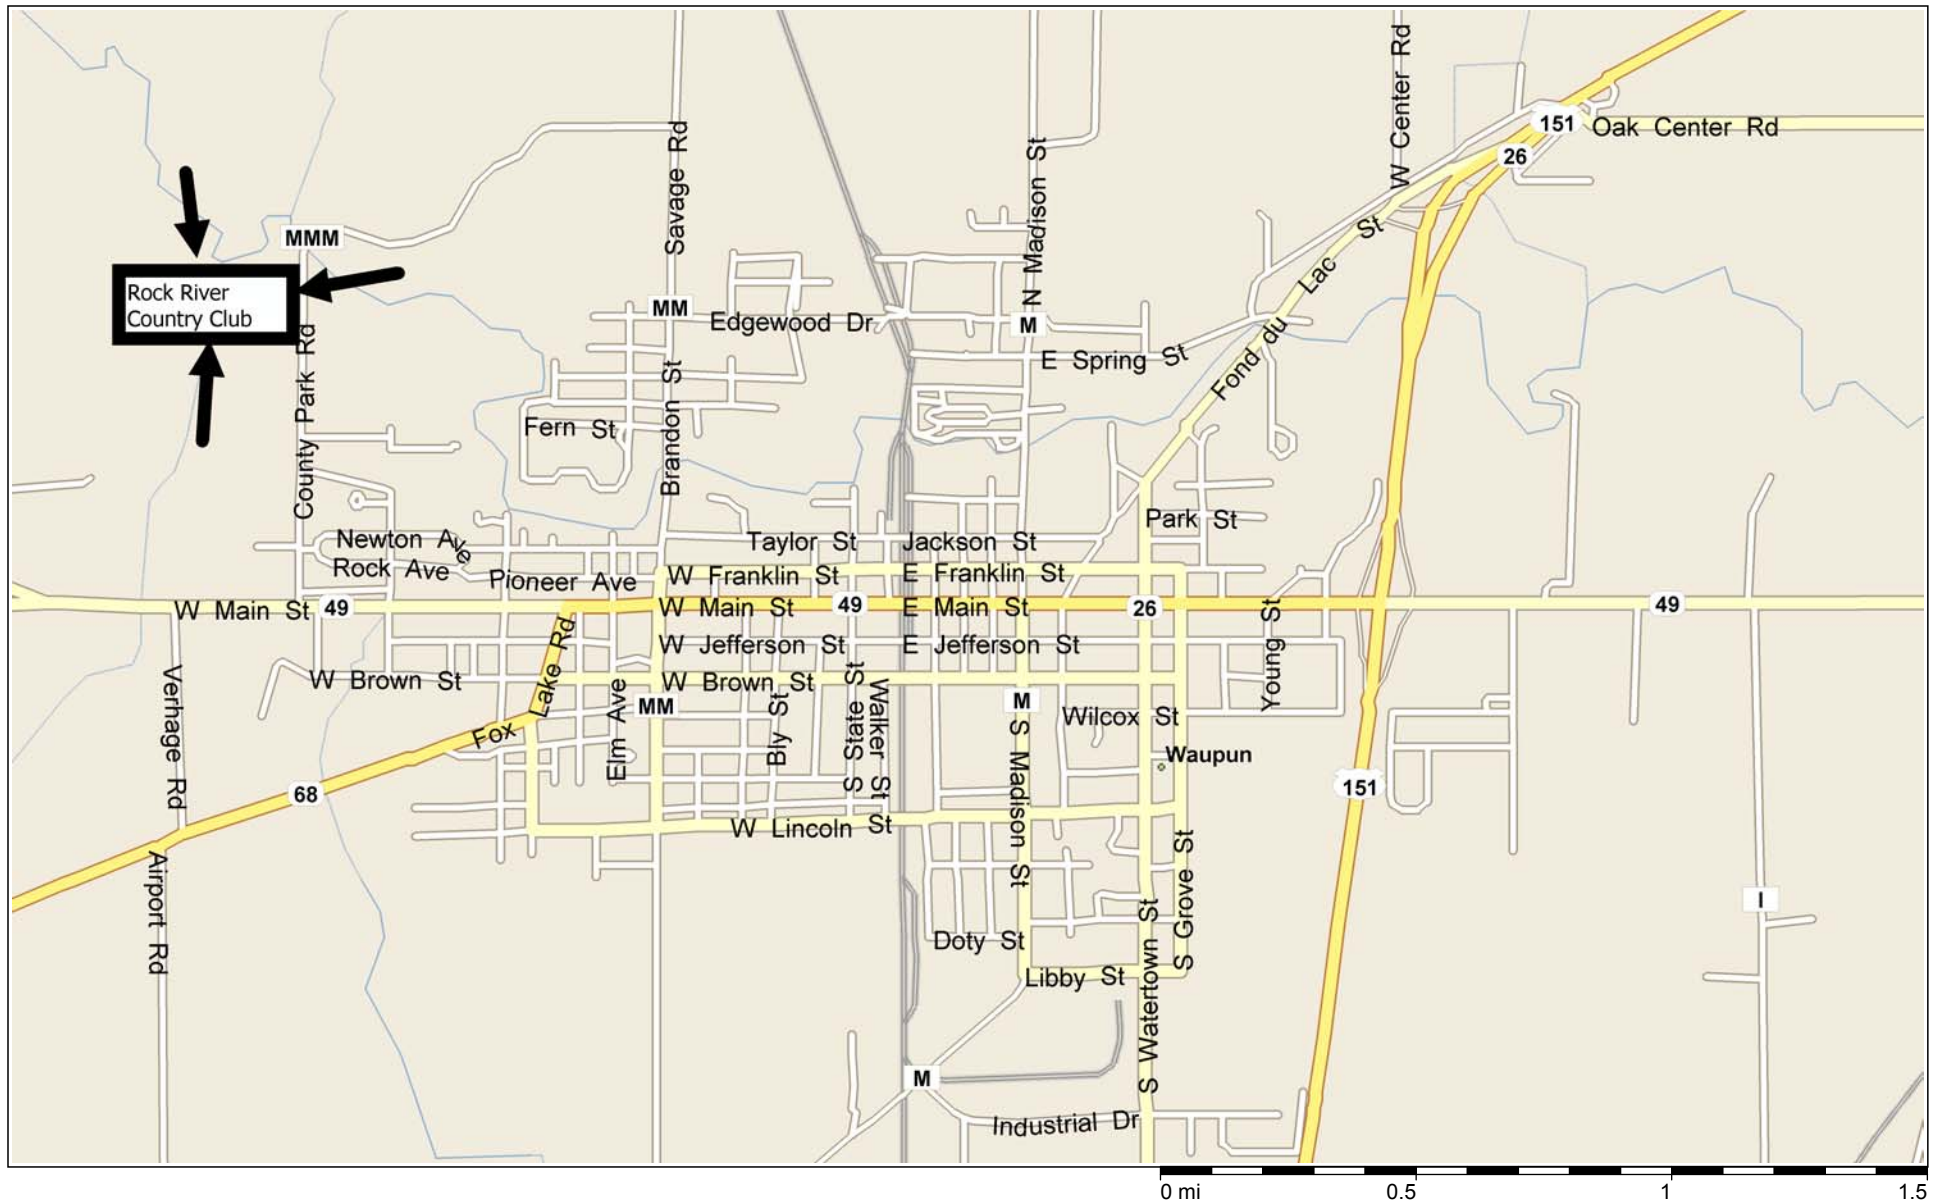 W Center Rd
151
Oak Center Rd
26
Savage Rd
N Madison St
MMM
Rock River
Country Club
County Park Rd
MM
Edgewood Dr
M
E Spring St
Fond du Lac St
Fern St
Brandon St
Park St
Newton Ave
Taylor St
Jackson St
Rock Ave
Pioneer Ave
W Franklin St
E Franklin St
W Main St
49
W Main St
49
E Main St
26
49
W Jefferson St
E Jefferson St
Young St
W Brown St
W Brown St
Verhage Rd
Fox Lake Rd
Elm Ave
MM
Bly St
S State St
Walker St
M
Wilcox St
Waupun
S Madison St
68
151
W Lincoln St
Airport Rd
S Grove St
I
Doty St
Libby St
S Watertown St
M
Industrial Dr
0 mi
0.5
1
1.5